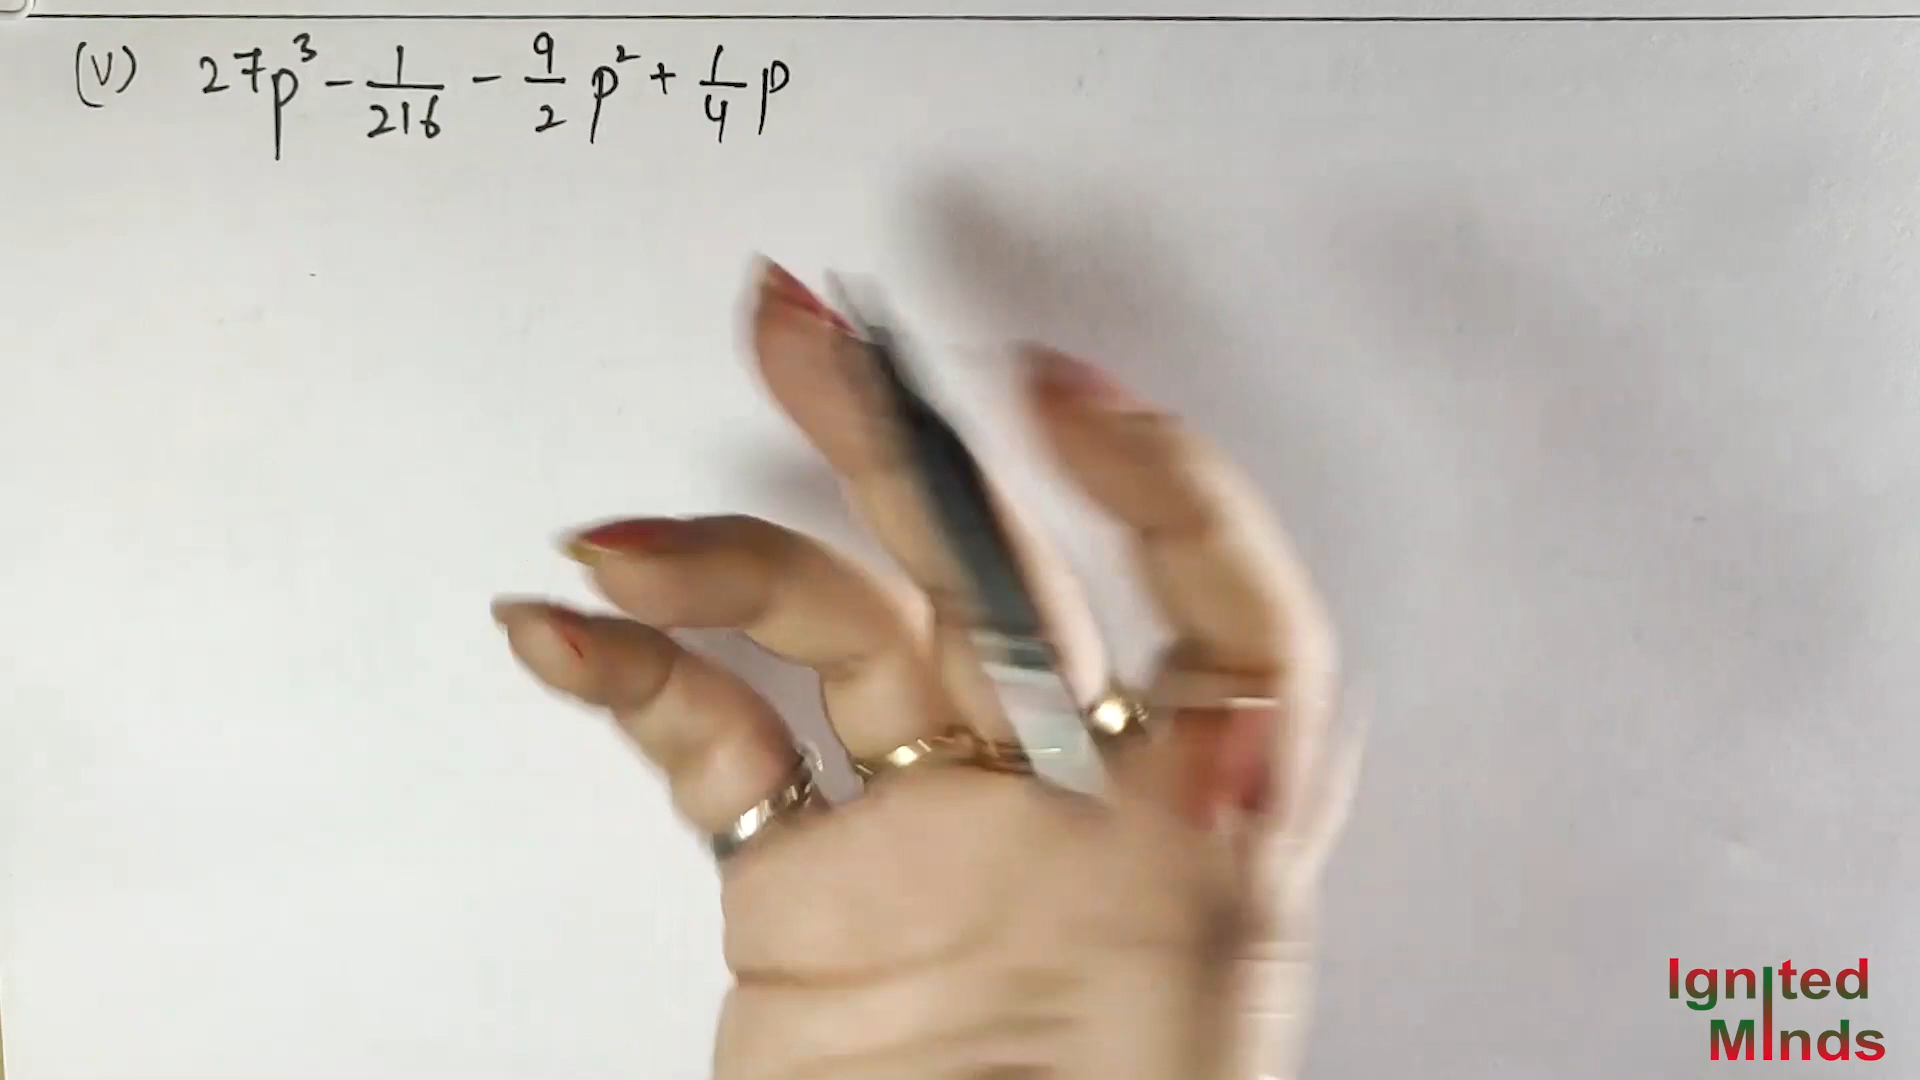 (v) 27p³ - 1/216 - 9/2 p² + 1/4 p
Ignited
Minds